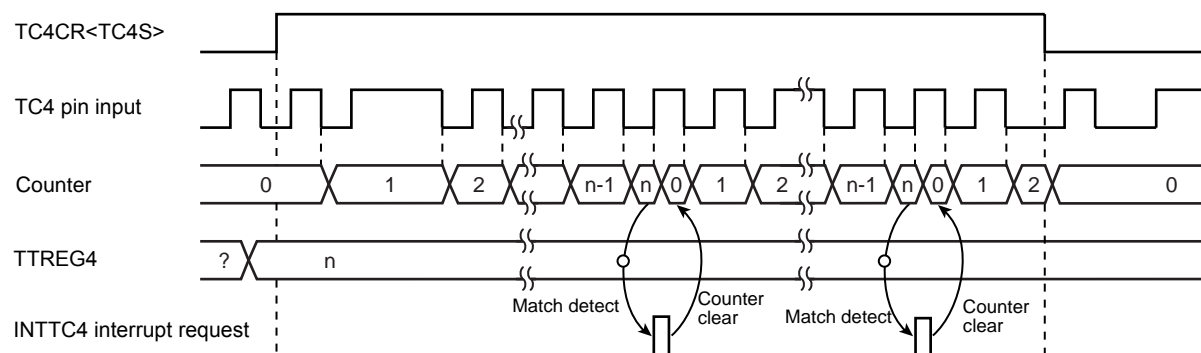 TC4CR<TC4S>
TC4 pin input
Counter 0 1 2 n-1 n 0 1 2 n-1 n 0 1 2 0
TTREG4 ? n
Match detect Counter clear Match detect Counter clear
INTTC4 interrupt request